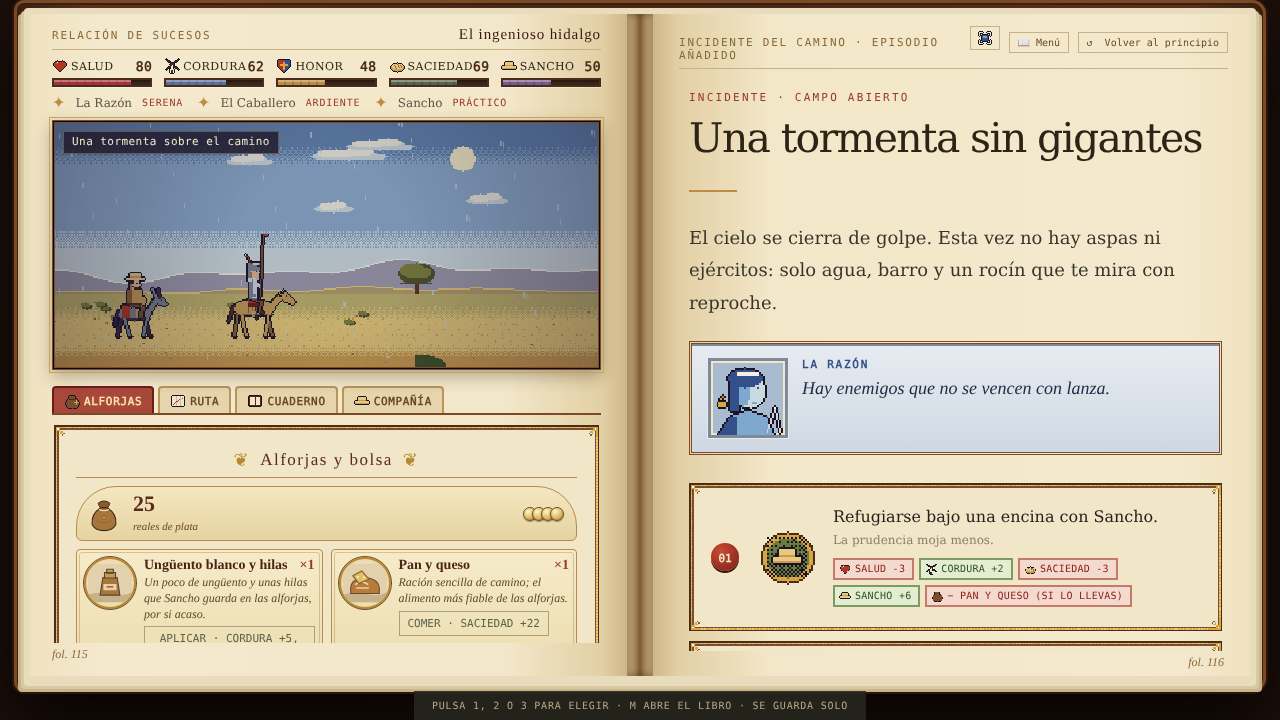 RELACIÓN DE SUCESOS
El ingenioso hidalgo
SALUD 80
CORDURA 62
HONOR 48
SACIEDAD 69
SANCHO 50
La Razón SERENA
El Caballero ARDIENTE
Sancho PRÁCTICO
Una tormenta sobre el camino
ALFORJAS
RUTA
CUADERNO
COMPAÑÍA
Alforjas y bolsa
25
reales de plata
Ungüento blanco y hilas ×1
Un poco de ungüento y unas hilas
que Sancho guarda en las alforjas,
por si acaso.
APLICAR · CORDURA +5,
Pan y queso ×1
Ración sencilla de camino; el
alimento más fiable de las alforjas.
COMER · SACIEDAD +22
fol. 115
INCIDENTE DEL CAMINO · EPISODIO
AÑADIDO
Menú
↺ Volver al principio
INCIDENTE · CAMPO ABIERTO
Una tormenta sin gigantes
El cielo se cierra de golpe. Esta vez no hay aspas ni
ejércitos: solo agua, barro y un rocín que te mira con
reproche.
LA RAZÓN
Hay enemigos que no se vencen con lanza.
01
Refugiarse bajo una encina con Sancho.
La prudencia moja menos.
SALUD -3
CORDURA +2
SACIEDAD -3
SANCHO +6
− PAN Y QUESO (SI LO LLEVAS)
fol. 116
PULSA 1, 2 O 3 PARA ELEGIR · M ABRE EL LIBRO · SE GUARDA SOLO